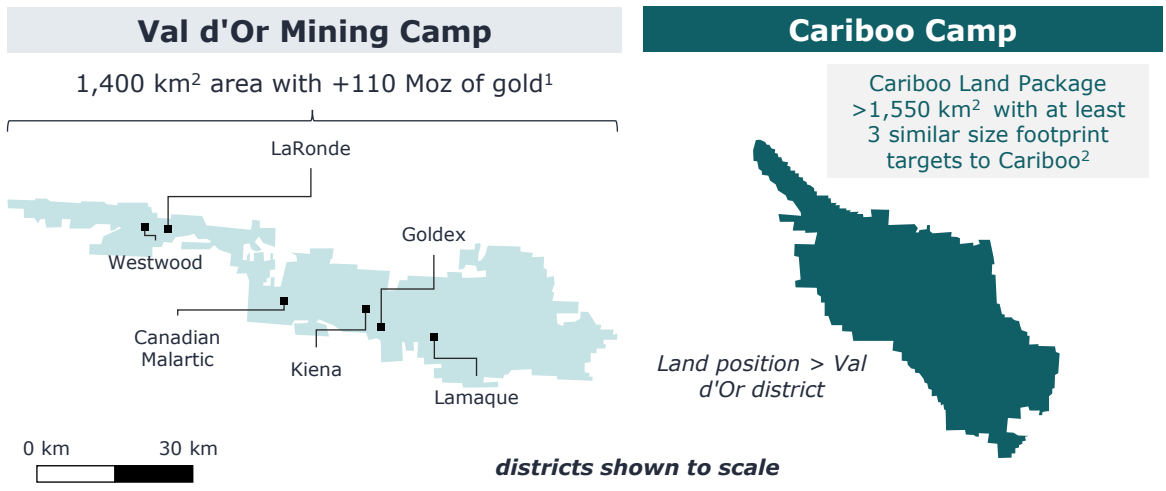 Val d'Or Mining Camp
1,400 km² area with +110 Moz of gold¹
LaRonde
Westwood
Goldex
Canadian
Malartic
Kiena
Lamaque
0 km 30 km
Cariboo Camp
Cariboo Land Package
>1,550 km² with at least
3 similar size footprint
targets to Cariboo²
Land position > Val
d'Or district
districts shown to scale